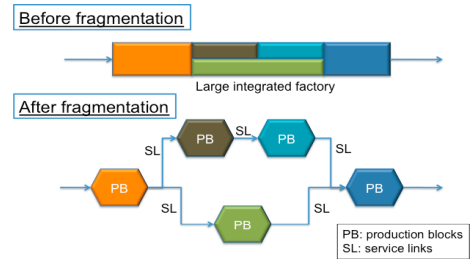 Before fragmentation
Large integrated factory
After fragmentation
PB
SL
PB
SL
SL
PB
PB
SL
SL
PB
PB: production blocks
SL: service links